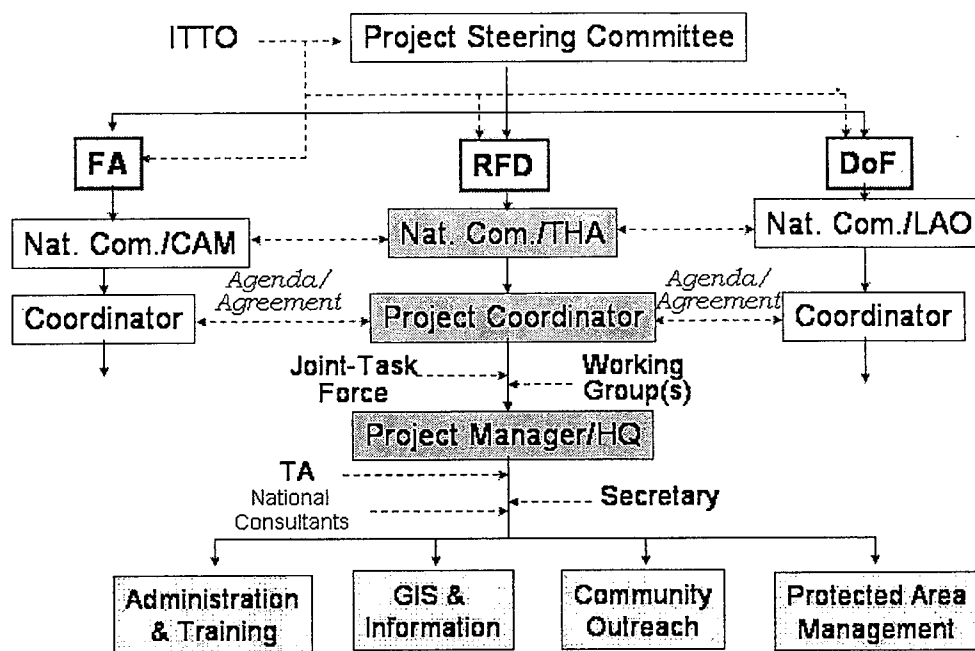 ITTO
Project Steering Committee
FA
RFD
DoF
Nat. Com./CAM
Nat. Com./THA
Nat. Com./LAO
Agenda/
Agreement
Agenda/
Agreement
Coordinator
Project Coordinator
Coordinator
Joint-Task
Force
Working
Group(s)
Project Manager/HQ
TA
National
Consultants
Secretary
Administration
& Training
GIS &
Information
Community
Outreach
Protected Area
Management